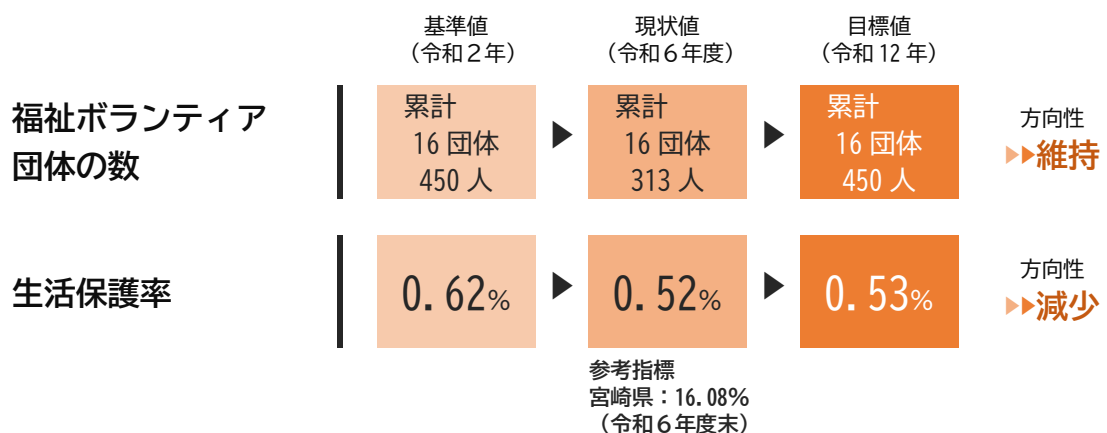 基準値
（令和２年）
現状値
（令和６年度）
目標値
（令和 12 年）
福祉ボランティア
団体の数
累計
16 団体
450 人
▶
累計
16 団体
313 人
▶
累計
16 団体
450 人
方向性
▶▶維持
生活保護率
0.62%
▶
0.52%
▶
0.53%
方向性
▶▶減少
参考指標
宮崎県：16.08%
（令和６年度末）